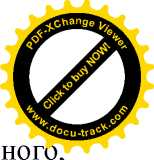 PDF-XChange Viewer
Click to buy NOW!
www.docu-track.com
ного,